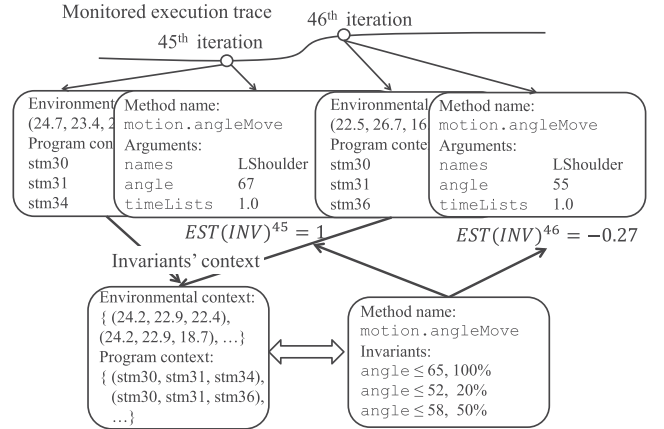 Monitored execution trace
46th iteration
45th iteration
Environment
(24.7, 23.4, 2
Program con
stm30
stm31
stm34
Method name:
motion.angleMove
Arguments:
names LShoulder
angle 67
timeLists 1.0
Environmental
(22.5, 26.7, 16
Program conte
stm30
stm31
stm36
Method name:
motion.angleMove
Arguments:
names LShoulder
angle 55
timeLists 1.0
EST(INV)^45 = 1
EST(INV)^46 = −0.27
Invariants’ context
Environmental context:
{ (24.2, 22.9, 22.4),
(24.2, 22.9, 18.7), …}
Program context:
{ (stm30, stm31, stm34),
(stm30, stm31, stm36),
…}
Method name:
motion.angleMove
Invariants:
angle ≤ 65, 100%
angle ≤ 52, 20%
angle ≤ 58, 50%